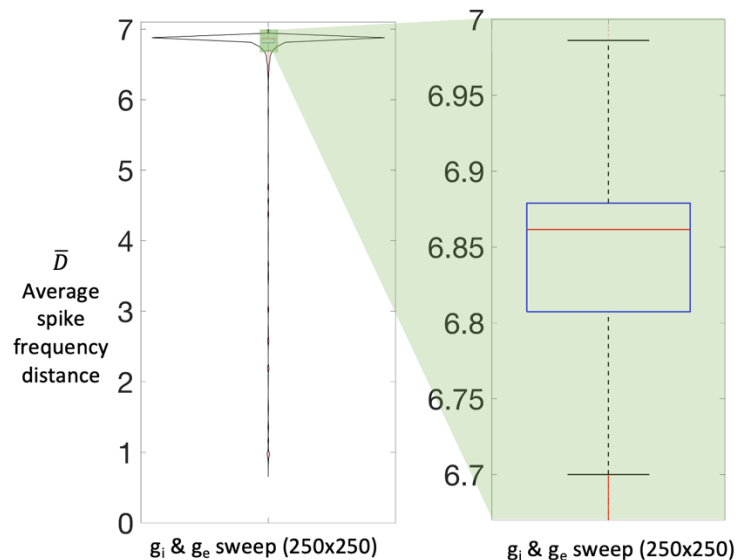 7
6
5
4
3
2
1
0
D̅
Average
spike
frequency
distance
gᵢ & gₑ sweep (250x250)
7
6.95
6.9
6.85
6.8
6.75
6.7
gᵢ & gₑ sweep (250x250)